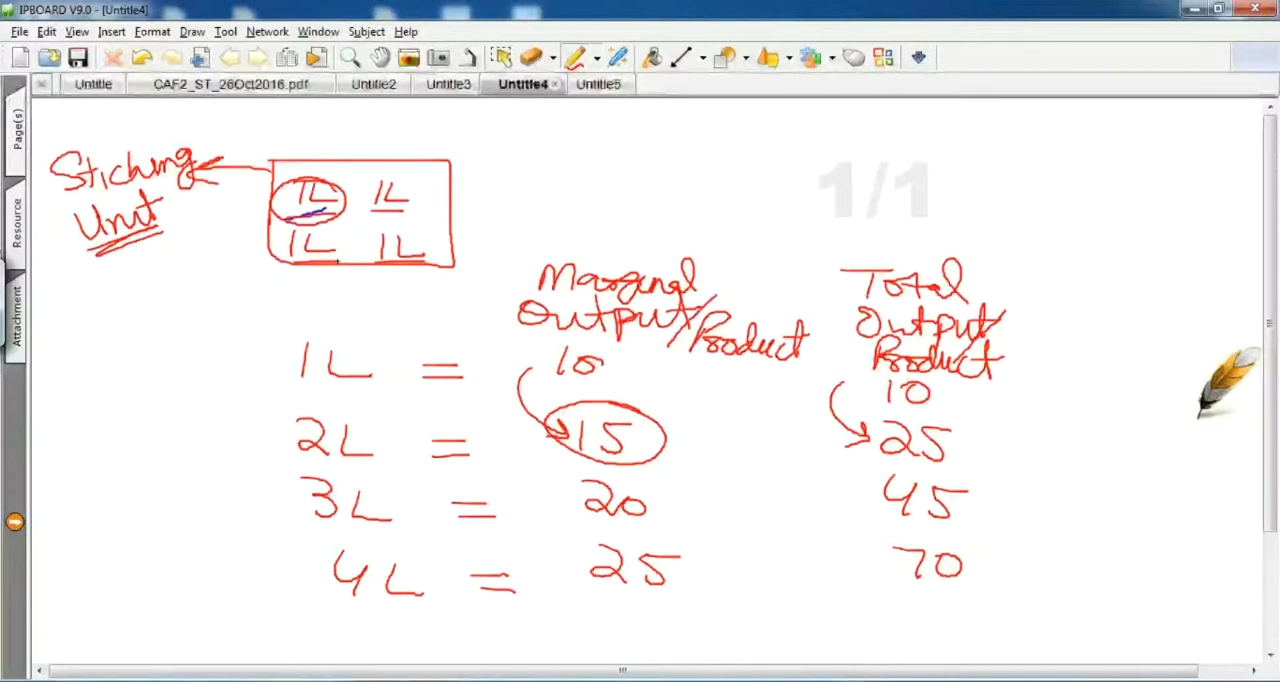 IPBOARD V9.0 - [Untitle4]
File Edit View Insert Format Draw Tool Network Window Subject Help
Untitle CAF2_ST_26Oct2016.pdf Untitle2 Untitle3 Untitle4 Untitle5
Page(s)
Resource
Attachment
1/1
Stiching
Unit
1L 1L
1L 1L
Marginal
Output/Product
Total
Output/
Product
1L = 10 10
2L = 15 25
3L = 20 45
4L = 25 70